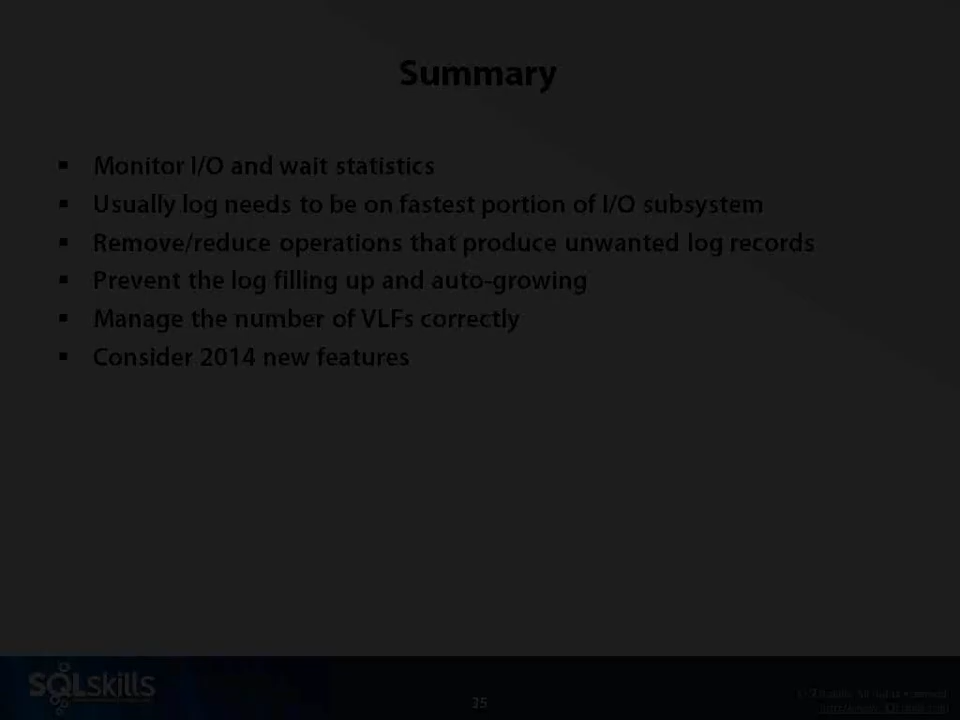 Summary
▪ Monitor I/O and wait statistics
▪ Usually log needs to be on fastest portion of I/O subsystem
▪ Remove/reduce operations that produce unwanted log records
▪ Prevent the log filling up and auto-growing
▪ Manage the number of VLFs correctly
▪ Consider 2014 new features
SQLskills
35